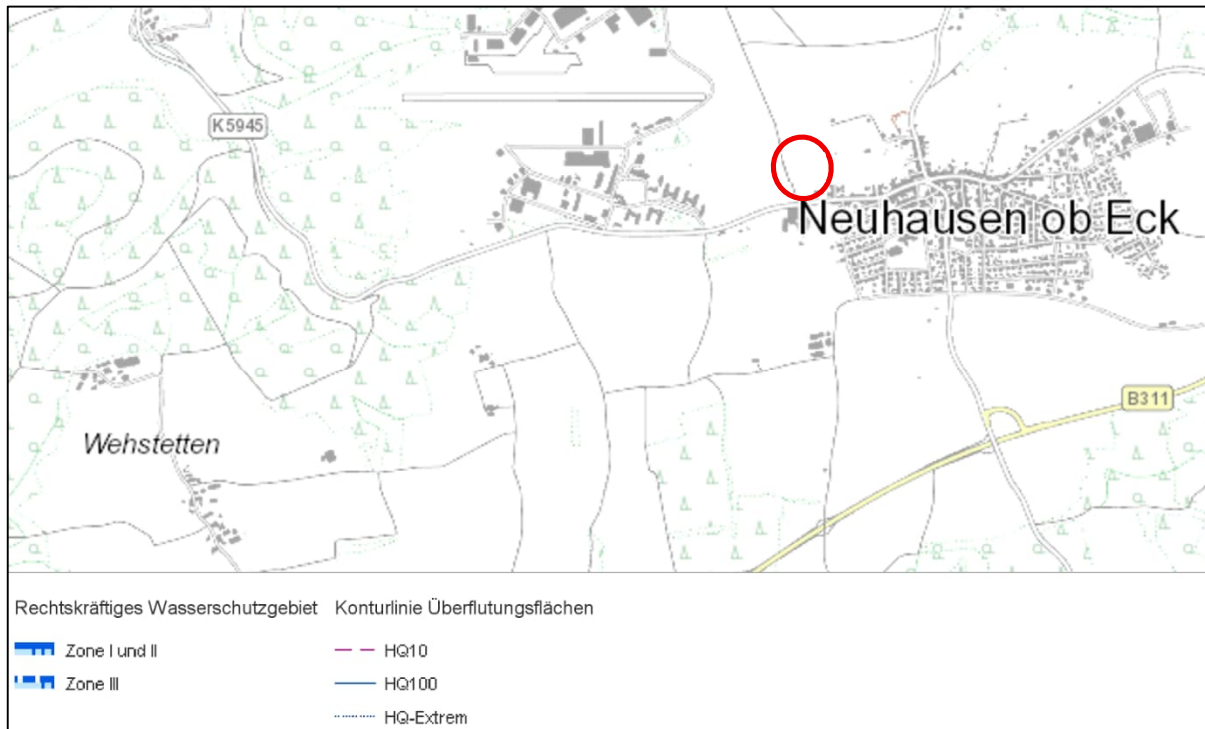 K5945
Neuhausen ob Eck
B311
Wehstetten
Rechtskräftiges Wasserschutzgebiet
Zone I und II
Zone III
Konturlinie Überflutungsflächen
HQ10
HQ100
HQ-Extrem